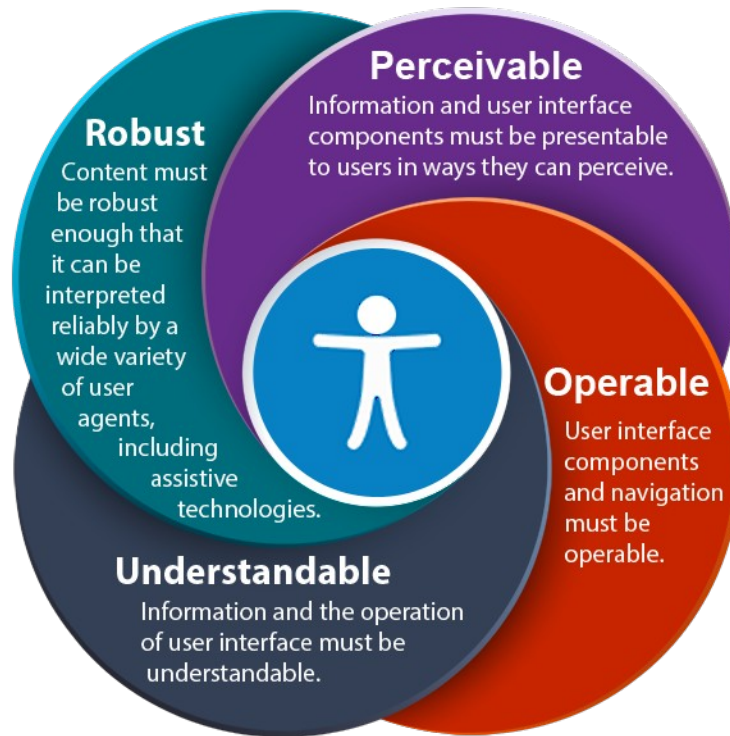 Perceivable
Information and user interface
components must be presentable
to users in ways they can perceive.
Operable
User interface
components
and navigation
must be
operable.
Understandable
Information and the operation
of user interface must be
understandable.
Robust
Content must
be robust
enough that
it can be
interpreted
reliably by a
wide variety
of user
agents,
including
assistive
technologies.